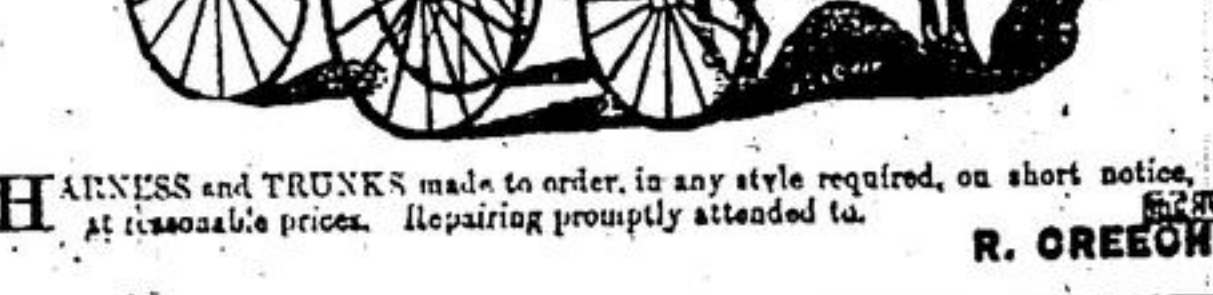 HARNESS and TRUNKS made to order, in any style required, on short notice,
at reasonable prices. Repairing promptly attended to.
R. CREECH